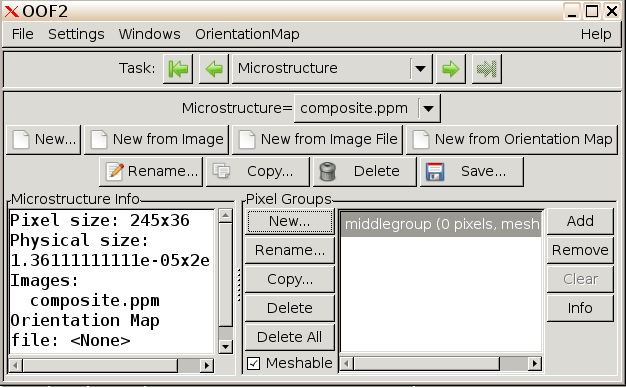 OOF2
File Settings Windows OrientationMap Help
Task: Microstructure
Microstructure= composite.ppm
New... New from Image New from Image File New from Orientation Map
Rename... Copy... Delete Save...
Microstructure Info
Pixel size: 245x36
Physical size:
1.36111111111e-05x2e
Images:
composite.ppm
Orientation Map
file: <None>
Pixel Groups
New...
Rename...
Copy...
Delete
Delete All
Meshable
middlegroup (0 pixels, mesh
Add
Remove
Clear
Info